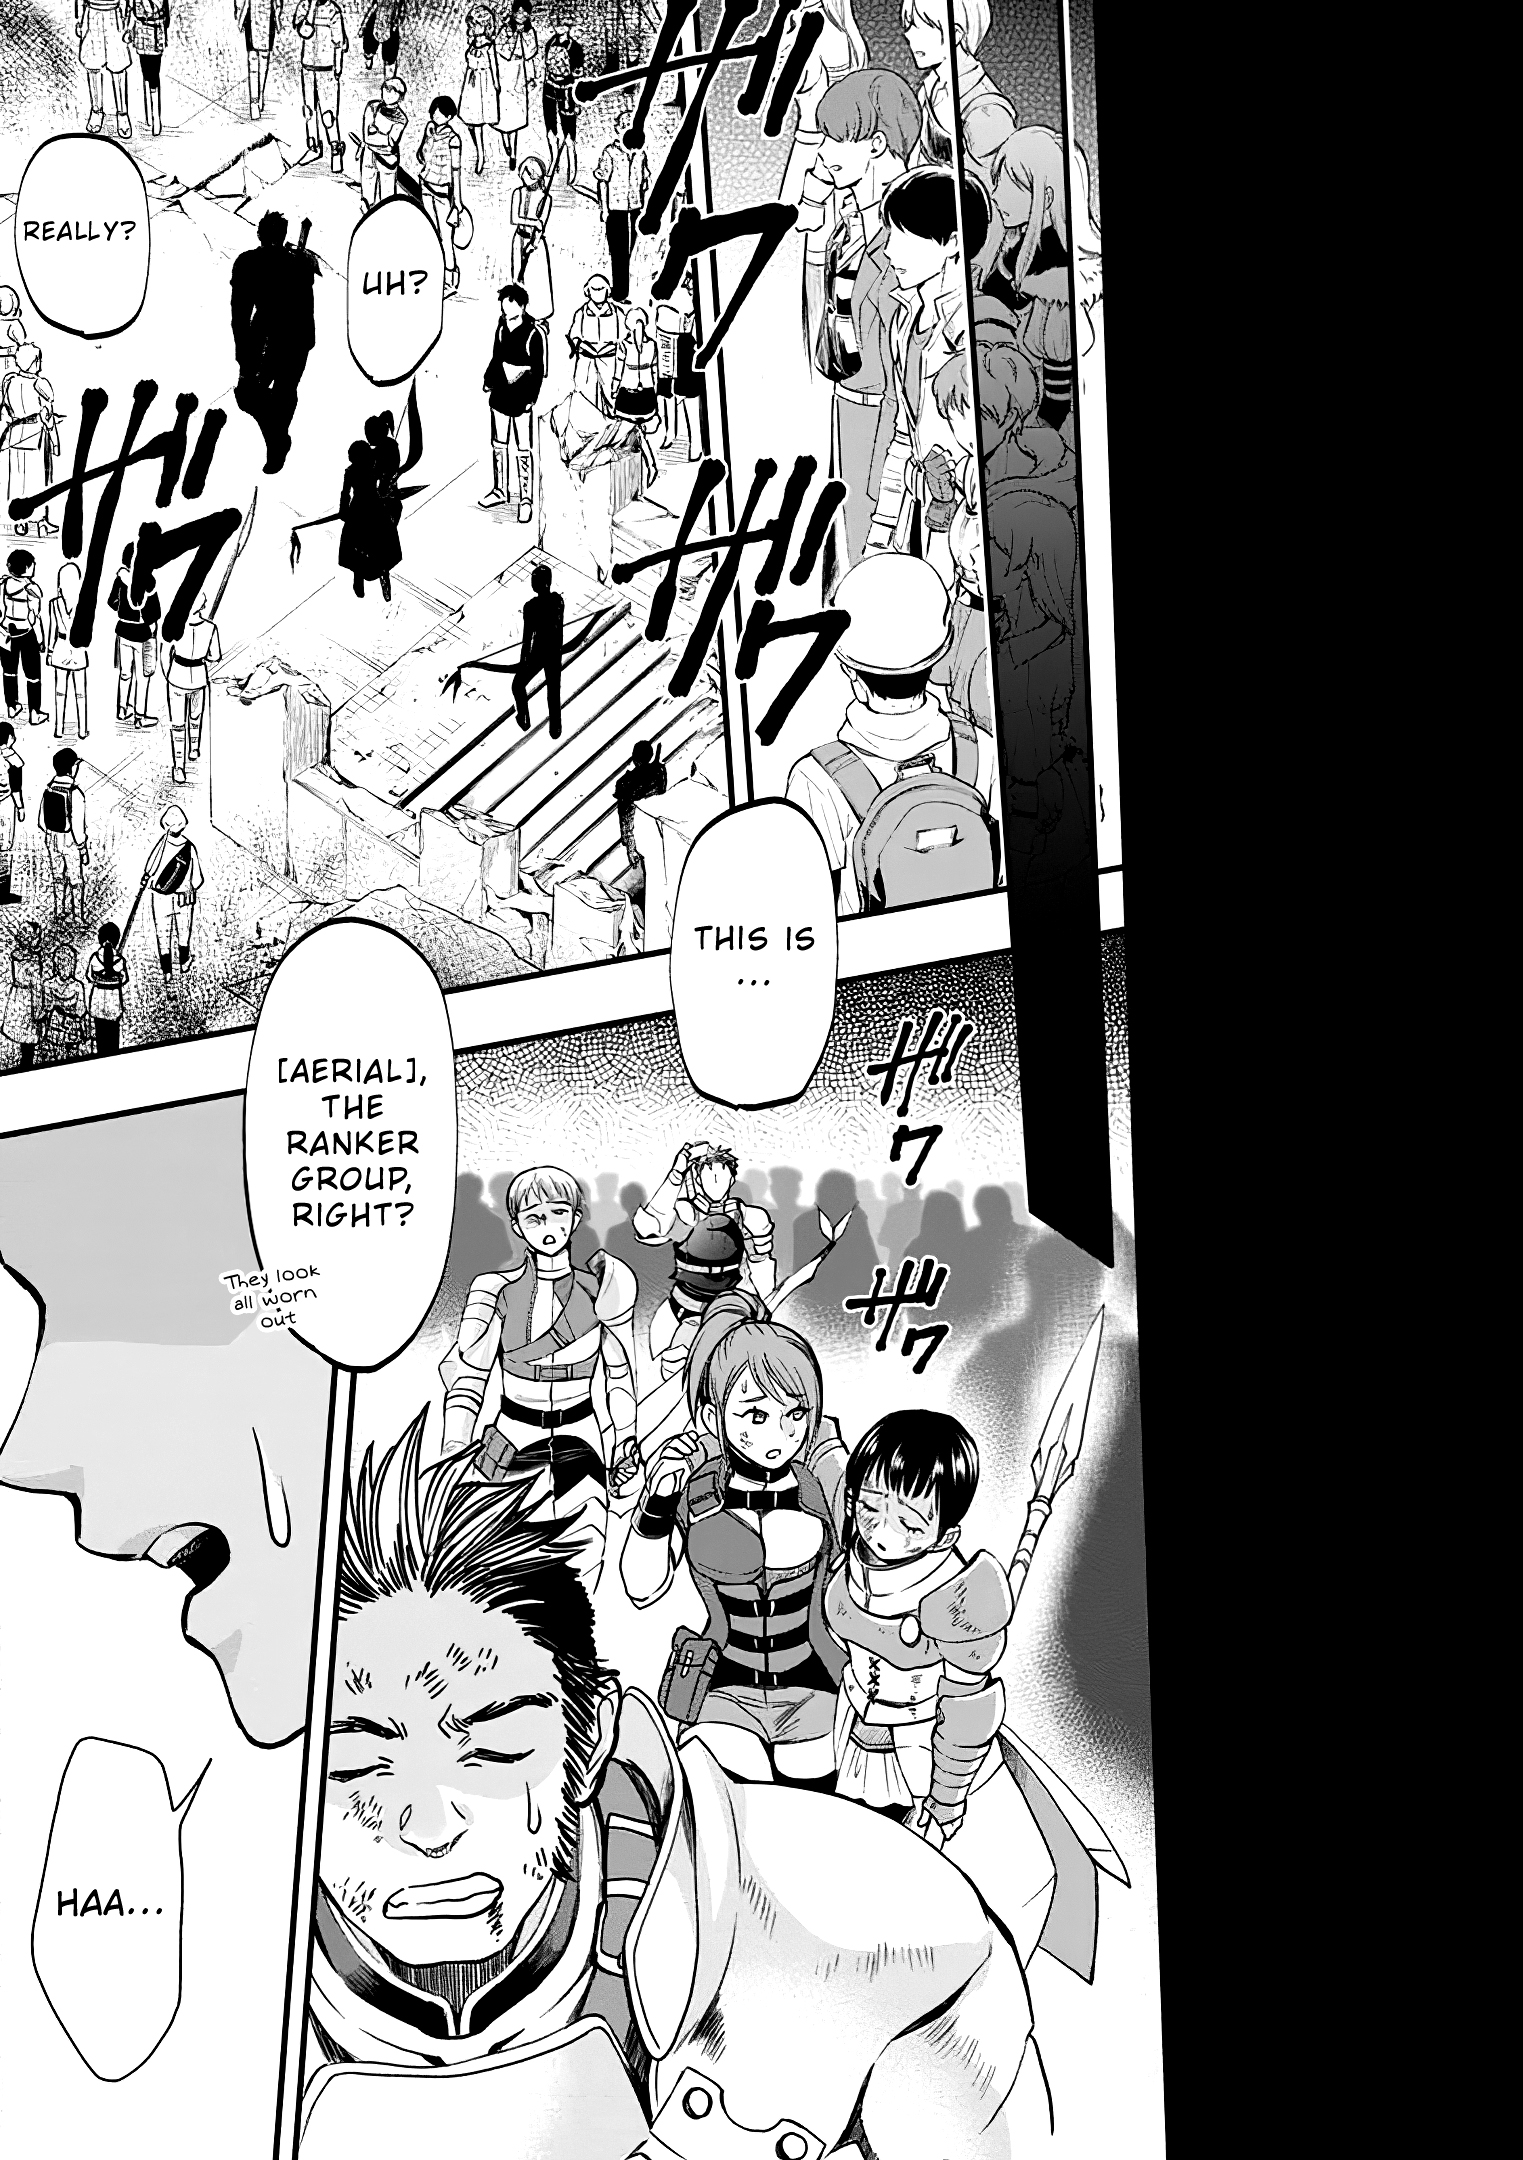 ザワ
ザワ
UH?
REALLY?
ザワ
THIS IS
...
ザワ
ザワ
[AERIAL],
THE
RANKER
GROUP,
RIGHT?
They look
all worn
out
HAA...